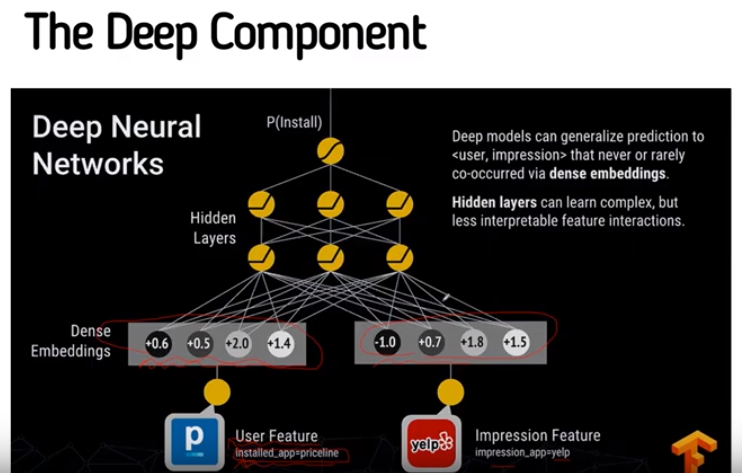 The Deep Component
Deep Neural
Networks
P(Install)
Deep models can generalize prediction to
<user, impression> that never or rarely
co-occurred via dense embeddings.
Hidden layers can learn complex, but
less interpretable feature interactions.
Hidden
Layers
Dense
Embeddings
+0.6 +0.5 +2.0 +1.4
-1.0 +0.7 +1.8 +1.5
p
User Feature
installed_app=priceline
yelp
Impression Feature
impression_app=yelp